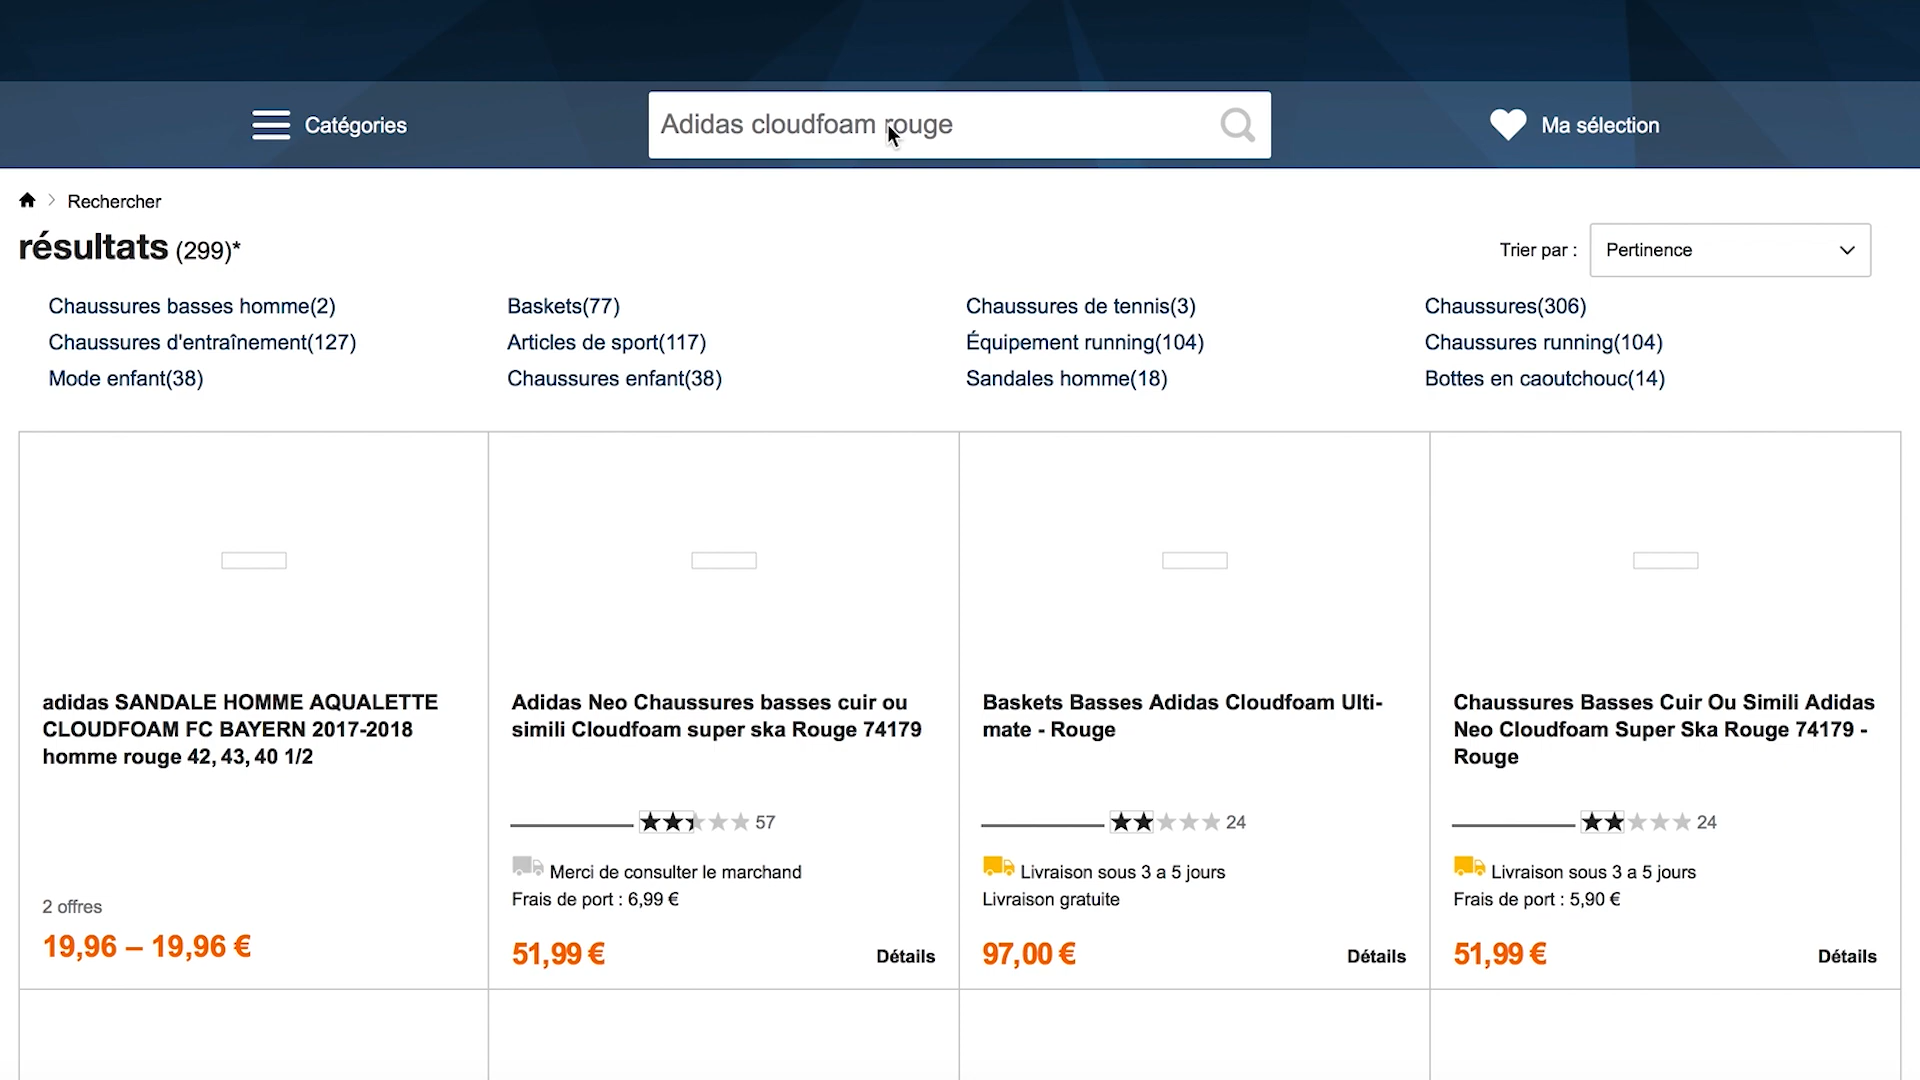 Catégories
Adidas cloudfoam rouge
Ma sélection
Rechercher
résultats (299)*
Trier par :
Pertinence
Chaussures basses homme(2)
Baskets(77)
Chaussures de tennis(3)
Chaussures(306)
Chaussures d'entraînement(127)
Articles de sport(117)
Équipement running(104)
Chaussures running(104)
Mode enfant(38)
Chaussures enfant(38)
Sandales homme(18)
Bottes en caoutchouc(14)
adidas SANDALE HOMME AQUALETTE
CLOUDFOAM FC BAYERN 2017-2018
homme rouge 42, 43, 40 1/2
2 offres
19,96 – 19,96 €
Adidas Neo Chaussures basses cuir ou
simili Cloudfoam super ska Rouge 74179
57
Merci de consulter le marchand
Frais de port : 6,99 €
51,99 €
Détails
Baskets Basses Adidas Cloudfoam Ulti-
mate - Rouge
24
Livraison sous 3 a 5 jours
Livraison gratuite
97,00 €
Détails
Chaussures Basses Cuir Ou Simili Adidas
Neo Cloudfoam Super Ska Rouge 74179 -
Rouge
24
Livraison sous 3 a 5 jours
Frais de port : 5,90 €
51,99 €
Détails